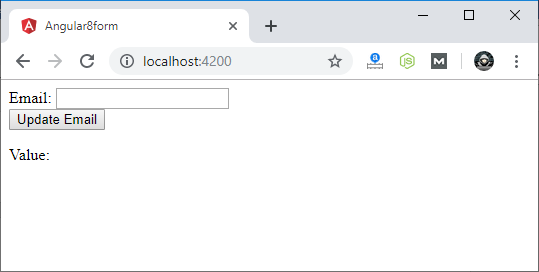 Angular8form
localhost:4200
Email:
Update Email
Value: